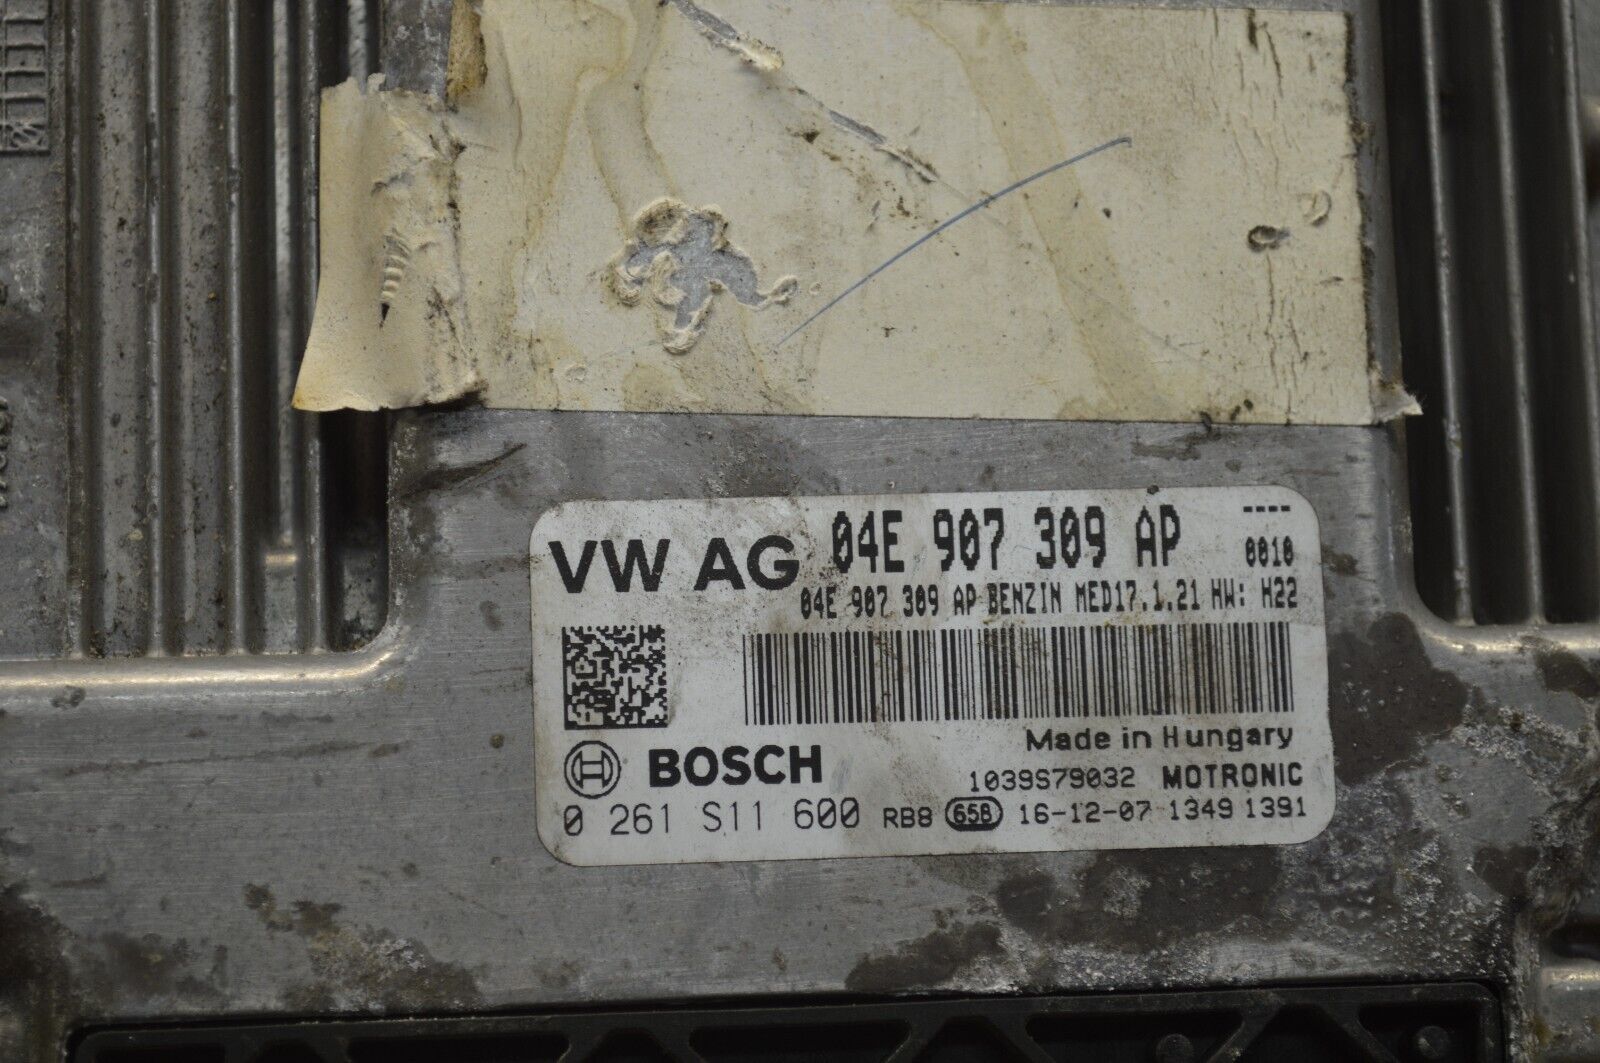 VW AG 04E 907 309 AP ----
0010
04E 907 309 AP BENZIN MED17.1.21 HW: H22
Made in Hungary
BOSCH 1039S79032 MOTRONIC
0 261 S11 600 RB8 65B 16-12-07 1349 1391